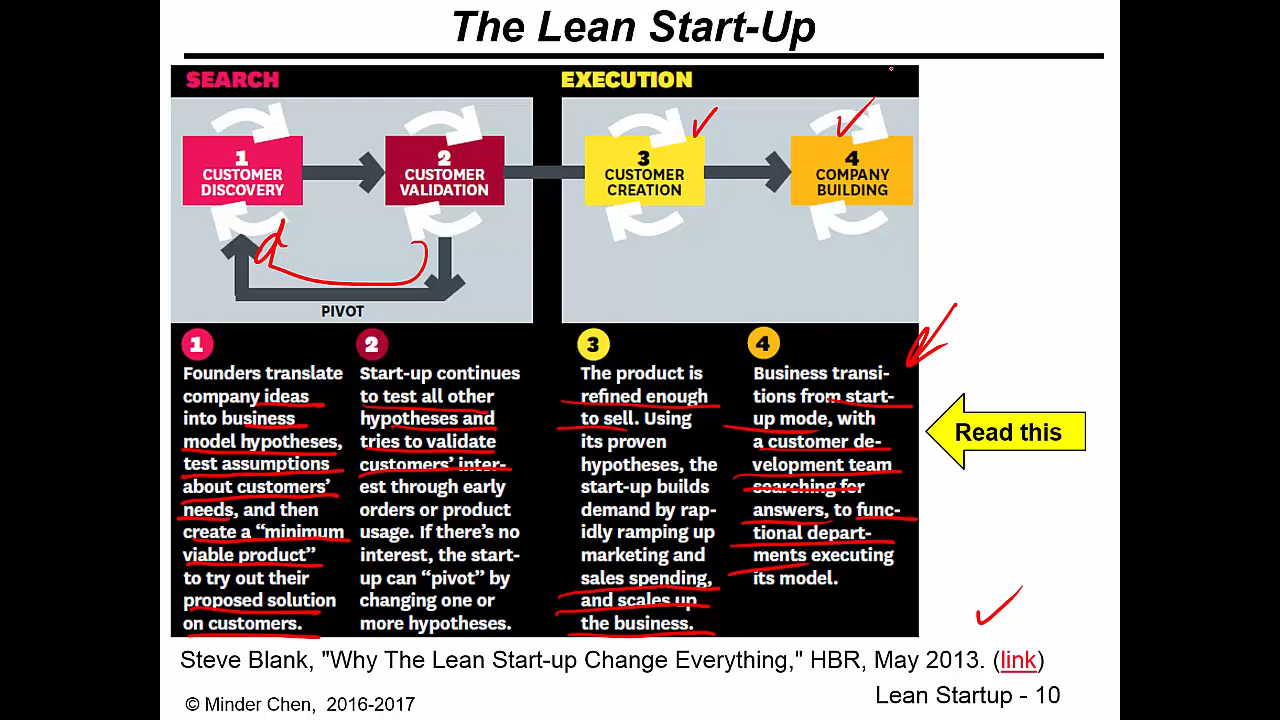 The Lean Start-Up
SEARCH
EXECUTION
1
CUSTOMER
DISCOVERY
2
CUSTOMER
VALIDATION
3
CUSTOMER
CREATION
4
COMPANY
BUILDING
PIVOT
1
Founders translate
company ideas
into business
model hypotheses,
test assumptions
about customers'
needs, and then
create a “minimum
viable product”
to try out their
proposed solution
on customers.
2
Start-up continues
to test all other
hypotheses and
tries to validate
customers' inter-
est through early
orders or product
usage. If there's no
interest, the start-
up can “pivot” by
changing one or
more hypotheses.
3
The product is
refined enough
to sell. Using
its proven
hypotheses, the
start-up builds
demand by rap-
idly ramping up
marketing and
sales spending,
and scales up
the business.
4
Business transi-
tions from start-
up mode, with
a customer de-
velopment team
searching for
answers, to func-
tional depart-
ments executing
its model.
Read this
Steve Blank, "Why The Lean Start-up Change Everything," HBR, May 2013. (link)
© Minder Chen, 2016-2017
Lean Startup - 10